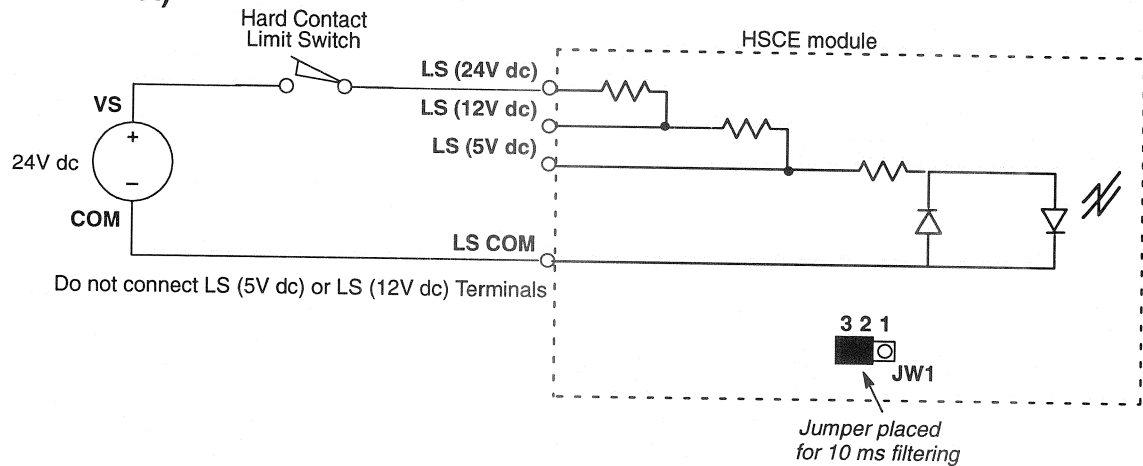 Hard Contact
Limit Switch
HSCE module
LS (24V dc)
VS
LS (12V dc)
+
LS (5V dc)
24V dc
–
COM
LS COM
Do not connect LS (5V dc) or LS (12V dc) Terminals
3 2 1
JW1
Jumper placed
for 10 ms filtering